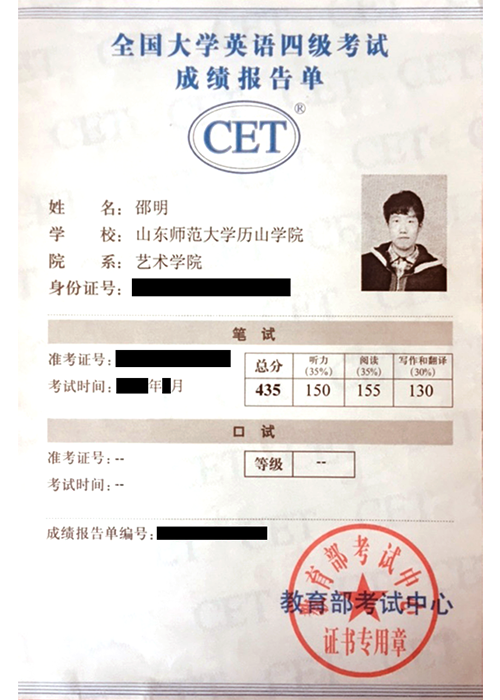 全国大学英语四级考试
成绩报告单
CET®
姓 名：邵明
学 校：山东师范大学历山学院
院 系：艺术学院
身份证号：
笔 试
准考证号：
考试时间： 年 月
总分 听力 (35%) 阅读 (35%) 写作和翻译 (30%)
435 150 155 130
口 试
准考证号：--
考试时间：--
等级 --
成绩报告单编号：
教育部考试中心
教育部考试中心
证书专用章